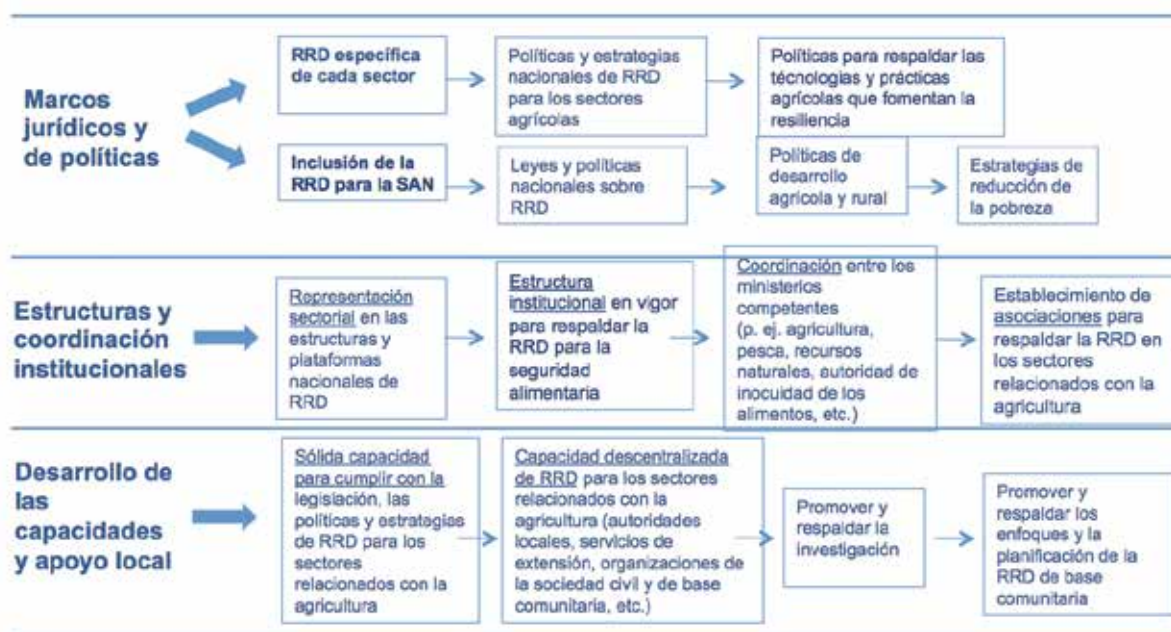 Marcos
jurídicos y
de políticas
RRD específica
de cada sector
Políticas y estrategias
nacionales de RRD
para los sectores
agrícolas
Políticas para respaldar las
técnologías y prácticas
agrícolas que fomentan la
resiliencia
Inclusión de la
RRD para la SAN
Leyes y políticas
nacionales sobre
RRD
Políticas de
desarrollo
agrícola y rural
Estrategias de
reducción de
la pobreza
Estructuras y
coordinación
institucionales
Representación
sectorial en las
estructuras y
plataformas
nacionales de
RRD
Estructura
institucional en vigor
para respaldar la
RRD para la
seguridad
alimentaria
Coordinación entre los
ministerios
competentes
(p. ej. agricultura,
pesca, recursos
naturales, autoridad de
inocuidad de los
alimentos, etc.)
Establecimiento de
asociaciones para
respaldar la RRD en
los sectores
relacionados con la
agricultura
Desarrollo de
las
capacidades
y apoyo local
Sólida capacidad
para cumplir con la
legislación, las
políticas y estrategias
de RRD para los
sectores
relacionados con la
agricultura
Capacidad descentralizada
de RRD para los sectores
relacionados con la
agricultura (autoridades
locales, servicios de
extensión, organizaciones de
la sociedad civil y de base
comunitaria, etc.)
Promover y
respaldar la
investigación
Promover y
respaldar los
enfoques y la
planificación de la
RRD de base
comunitaria